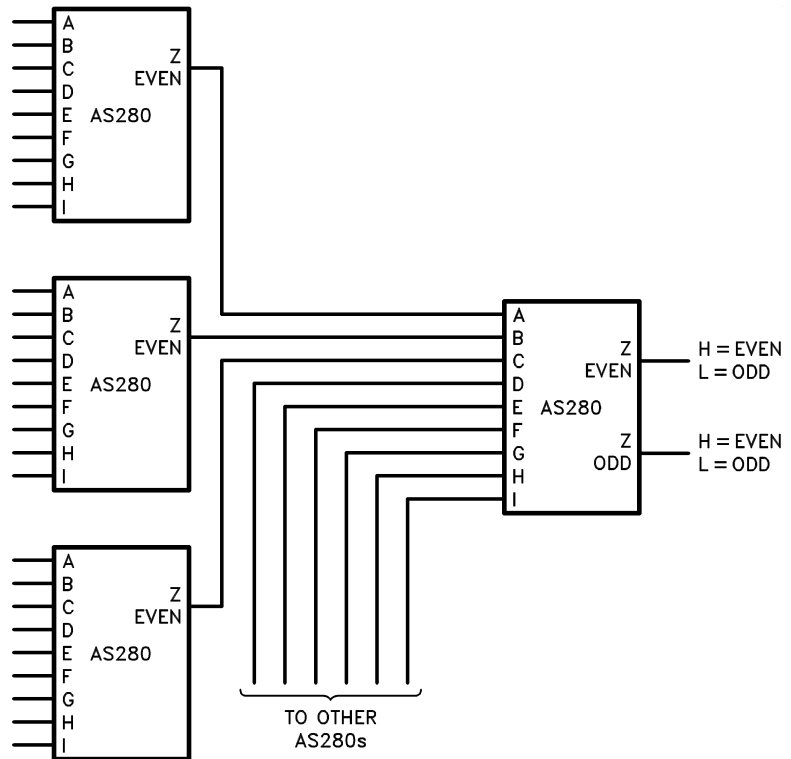 A
B
C
D
E
F
G
H
I
Z
EVEN
AS280
A
B
C
D
E
F
G
H
I
Z
EVEN
AS280
A
B
C
D
E
F
G
H
I
Z
EVEN
AS280
A
B
C
D
E
F
G
H
I
Z
EVEN
AS280
Z
ODD
H = EVEN
L = ODD
H = EVEN
L = ODD
TO OTHER
AS280s